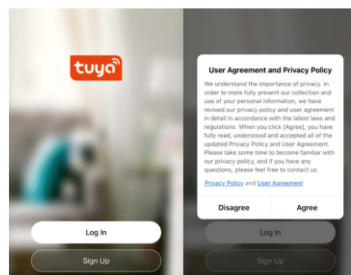 tuya
Log In
Sign Up
User Agreement and Privacy Policy
We understand the importance of privacy. In
order to more fully present our collection and
use of your personal information, we have
revised our privacy policy and user agreement
in detail in accordance with the latest laws and
regulations. When you click [Agree], you have
fully read, understood and accepted all of the
updated Privacy Policy and User Agreement.
Please take some time to become familiar with
our privacy policy, and if you have any
questions, please feel free to contact us.
Privacy Policy and User Agreement
Disagree Agree
Log In
Sign Up